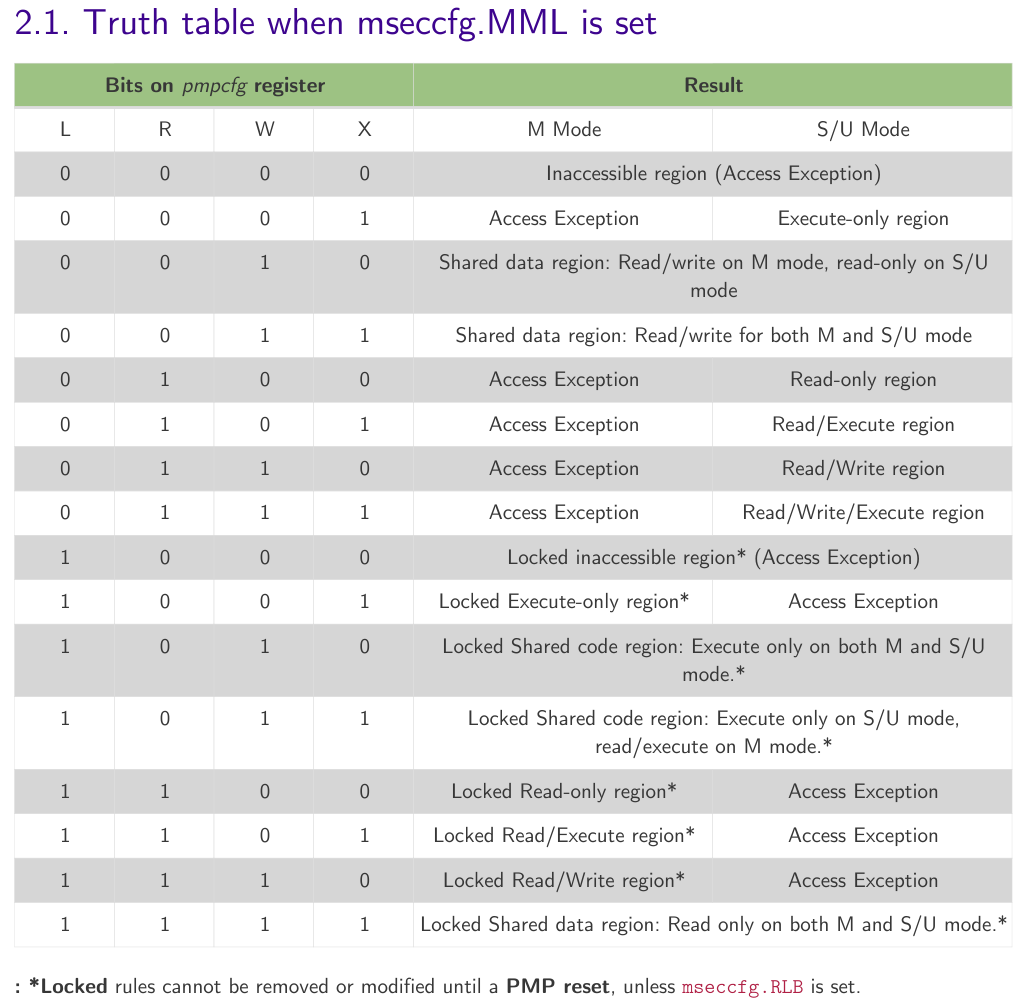 2.1. Truth table when mseccfg.MML is set
Bits on pmpcfg register Result
L R W X M Mode S/U Mode
0 0 0 0 Inaccessible region (Access Exception)
0 0 0 1 Access Exception Execute-only region
0 0 1 0 Shared data region: Read/write on M mode, read-only on S/U
mode
0 0 1 1 Shared data region: Read/write for both M and S/U mode
0 1 0 0 Access Exception Read-only region
0 1 0 1 Access Exception Read/Execute region
0 1 1 0 Access Exception Read/Write region
0 1 1 1 Access Exception Read/Write/Execute region
1 0 0 0 Locked inaccessible region* (Access Exception)
1 0 0 1 Locked Execute-only region* Access Exception
1 0 1 0 Locked Shared code region: Execute only on both M and S/U
mode.*
1 0 1 1 Locked Shared code region: Execute only on S/U mode,
read/execute on M mode.*
1 1 0 0 Locked Read-only region* Access Exception
1 1 0 1 Locked Read/Execute region* Access Exception
1 1 1 0 Locked Read/Write region* Access Exception
1 1 1 1 Locked Shared data region: Read only on both M and S/U mode.*
: *Locked rules cannot be removed or modified until a PMP reset, unless mseccfg.RLB is set.